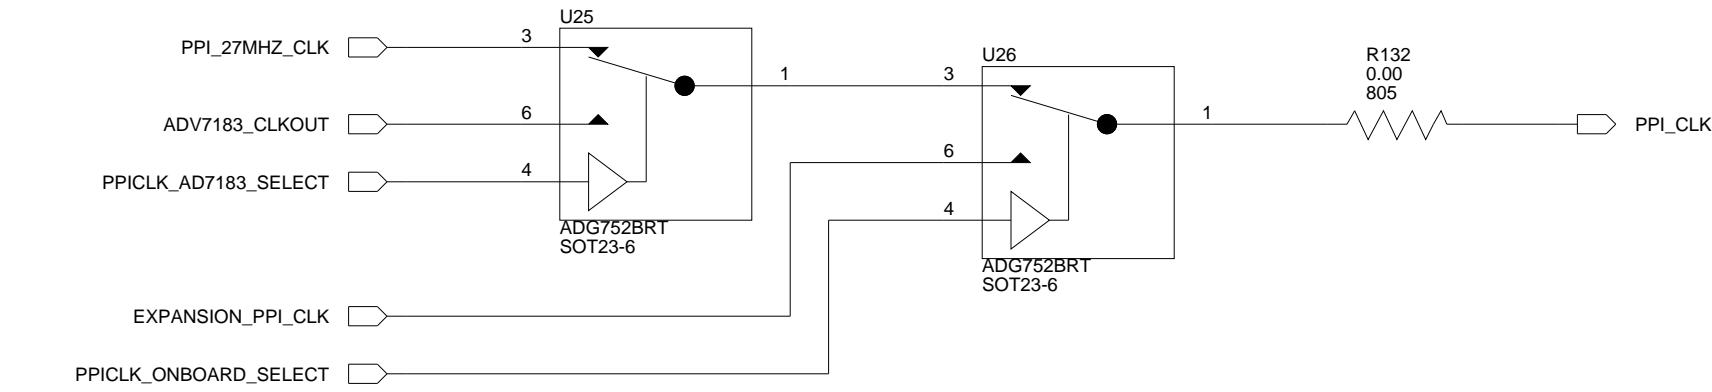 U25
PPI_27MHZ_CLK 3
1
ADV7183_CLKOUT 6
PPICLK_AD7183_SELECT 4
ADG752BRT
SOT23-6
U26
3
6
4
1
ADG752BRT
SOT23-6
R132
0.00
805
PPI_CLK
EXPANSION_PPI_CLK
PPICLK_ONBOARD_SELECT